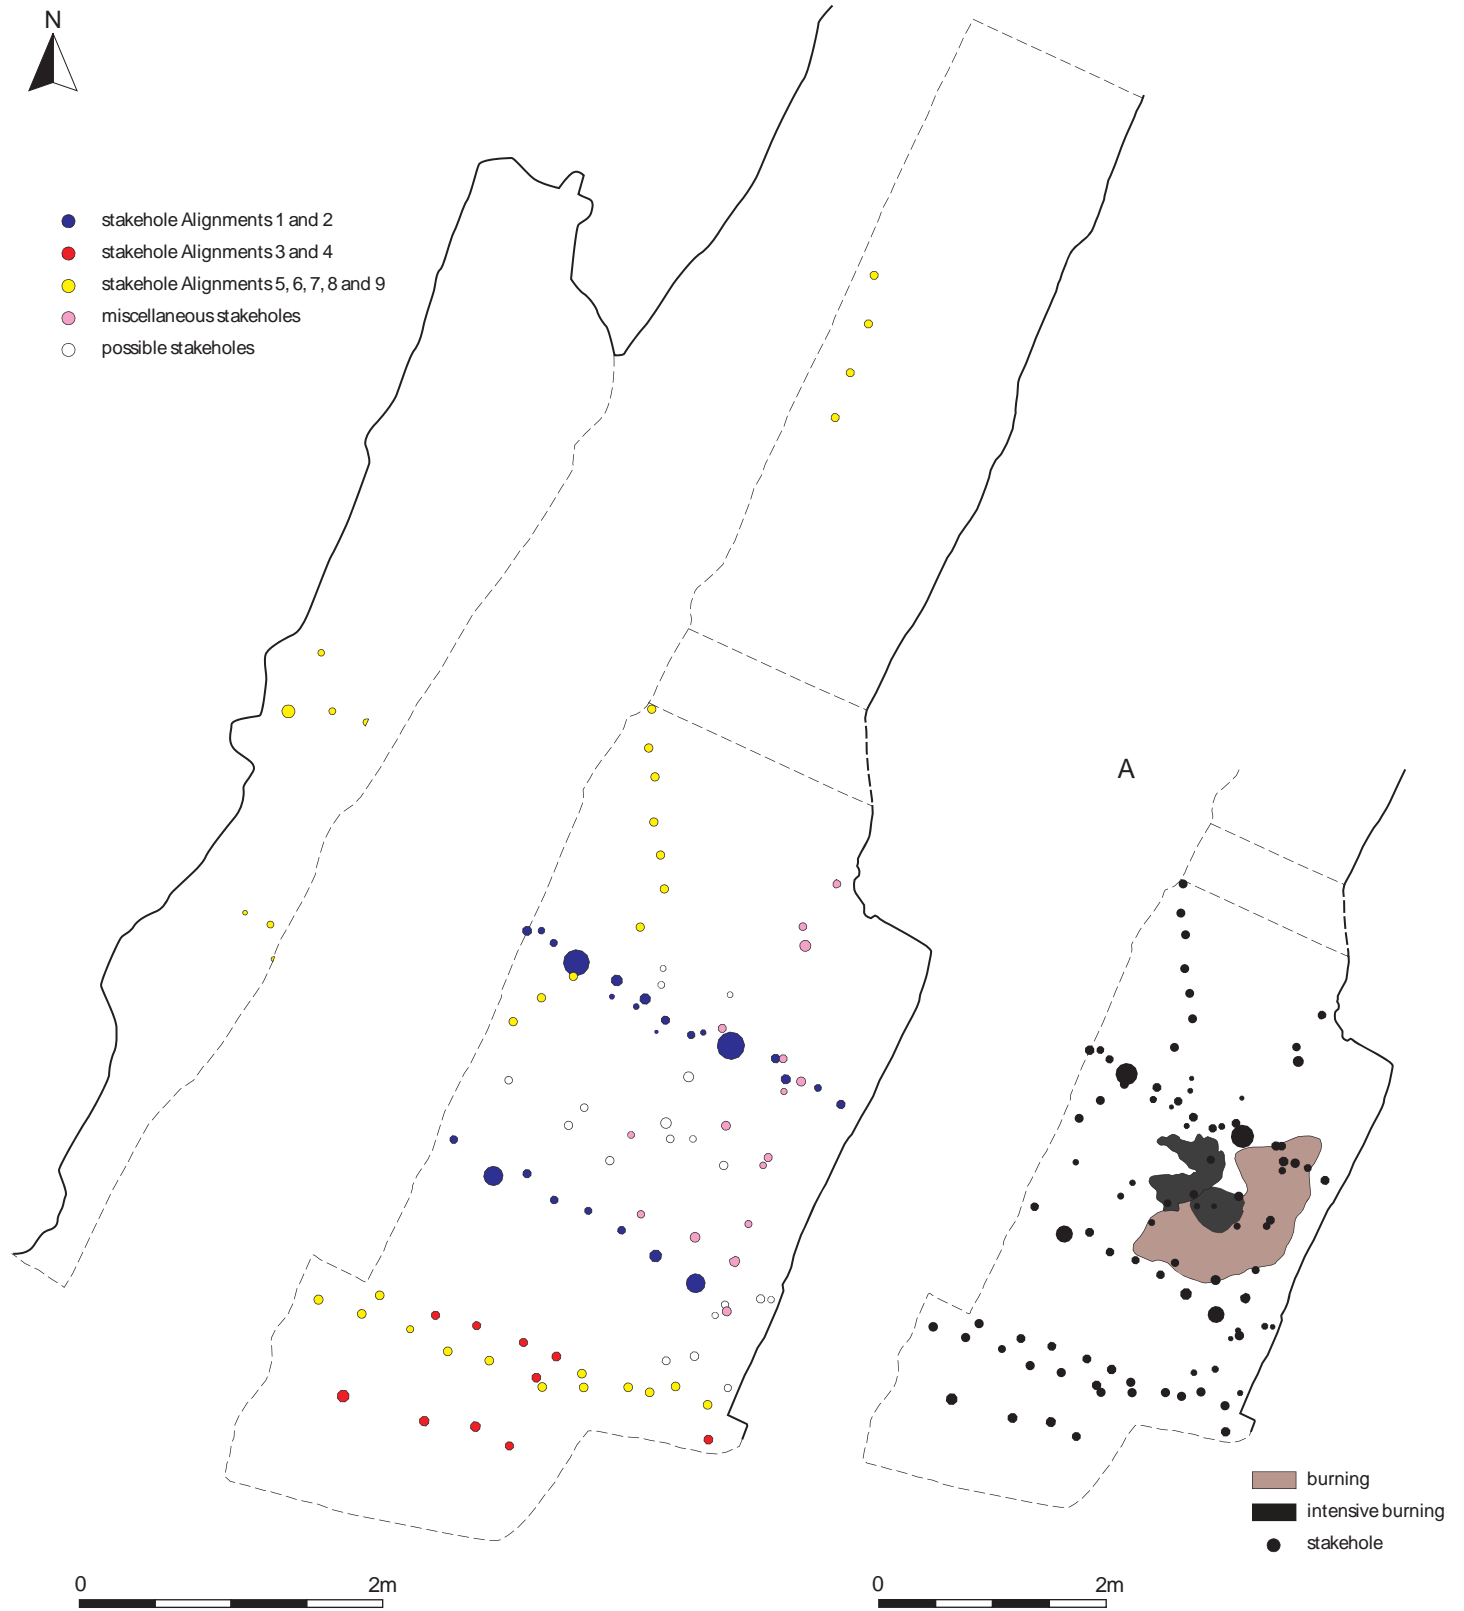 N
stakehole Alignments 1 and 2
stakehole Alignments 3 and 4
stakehole Alignments 5, 6, 7, 8 and 9
miscellaneous stakeholes
possible stakeholes
A
burning
intensive burning
stakehole
0 2m
0 2m